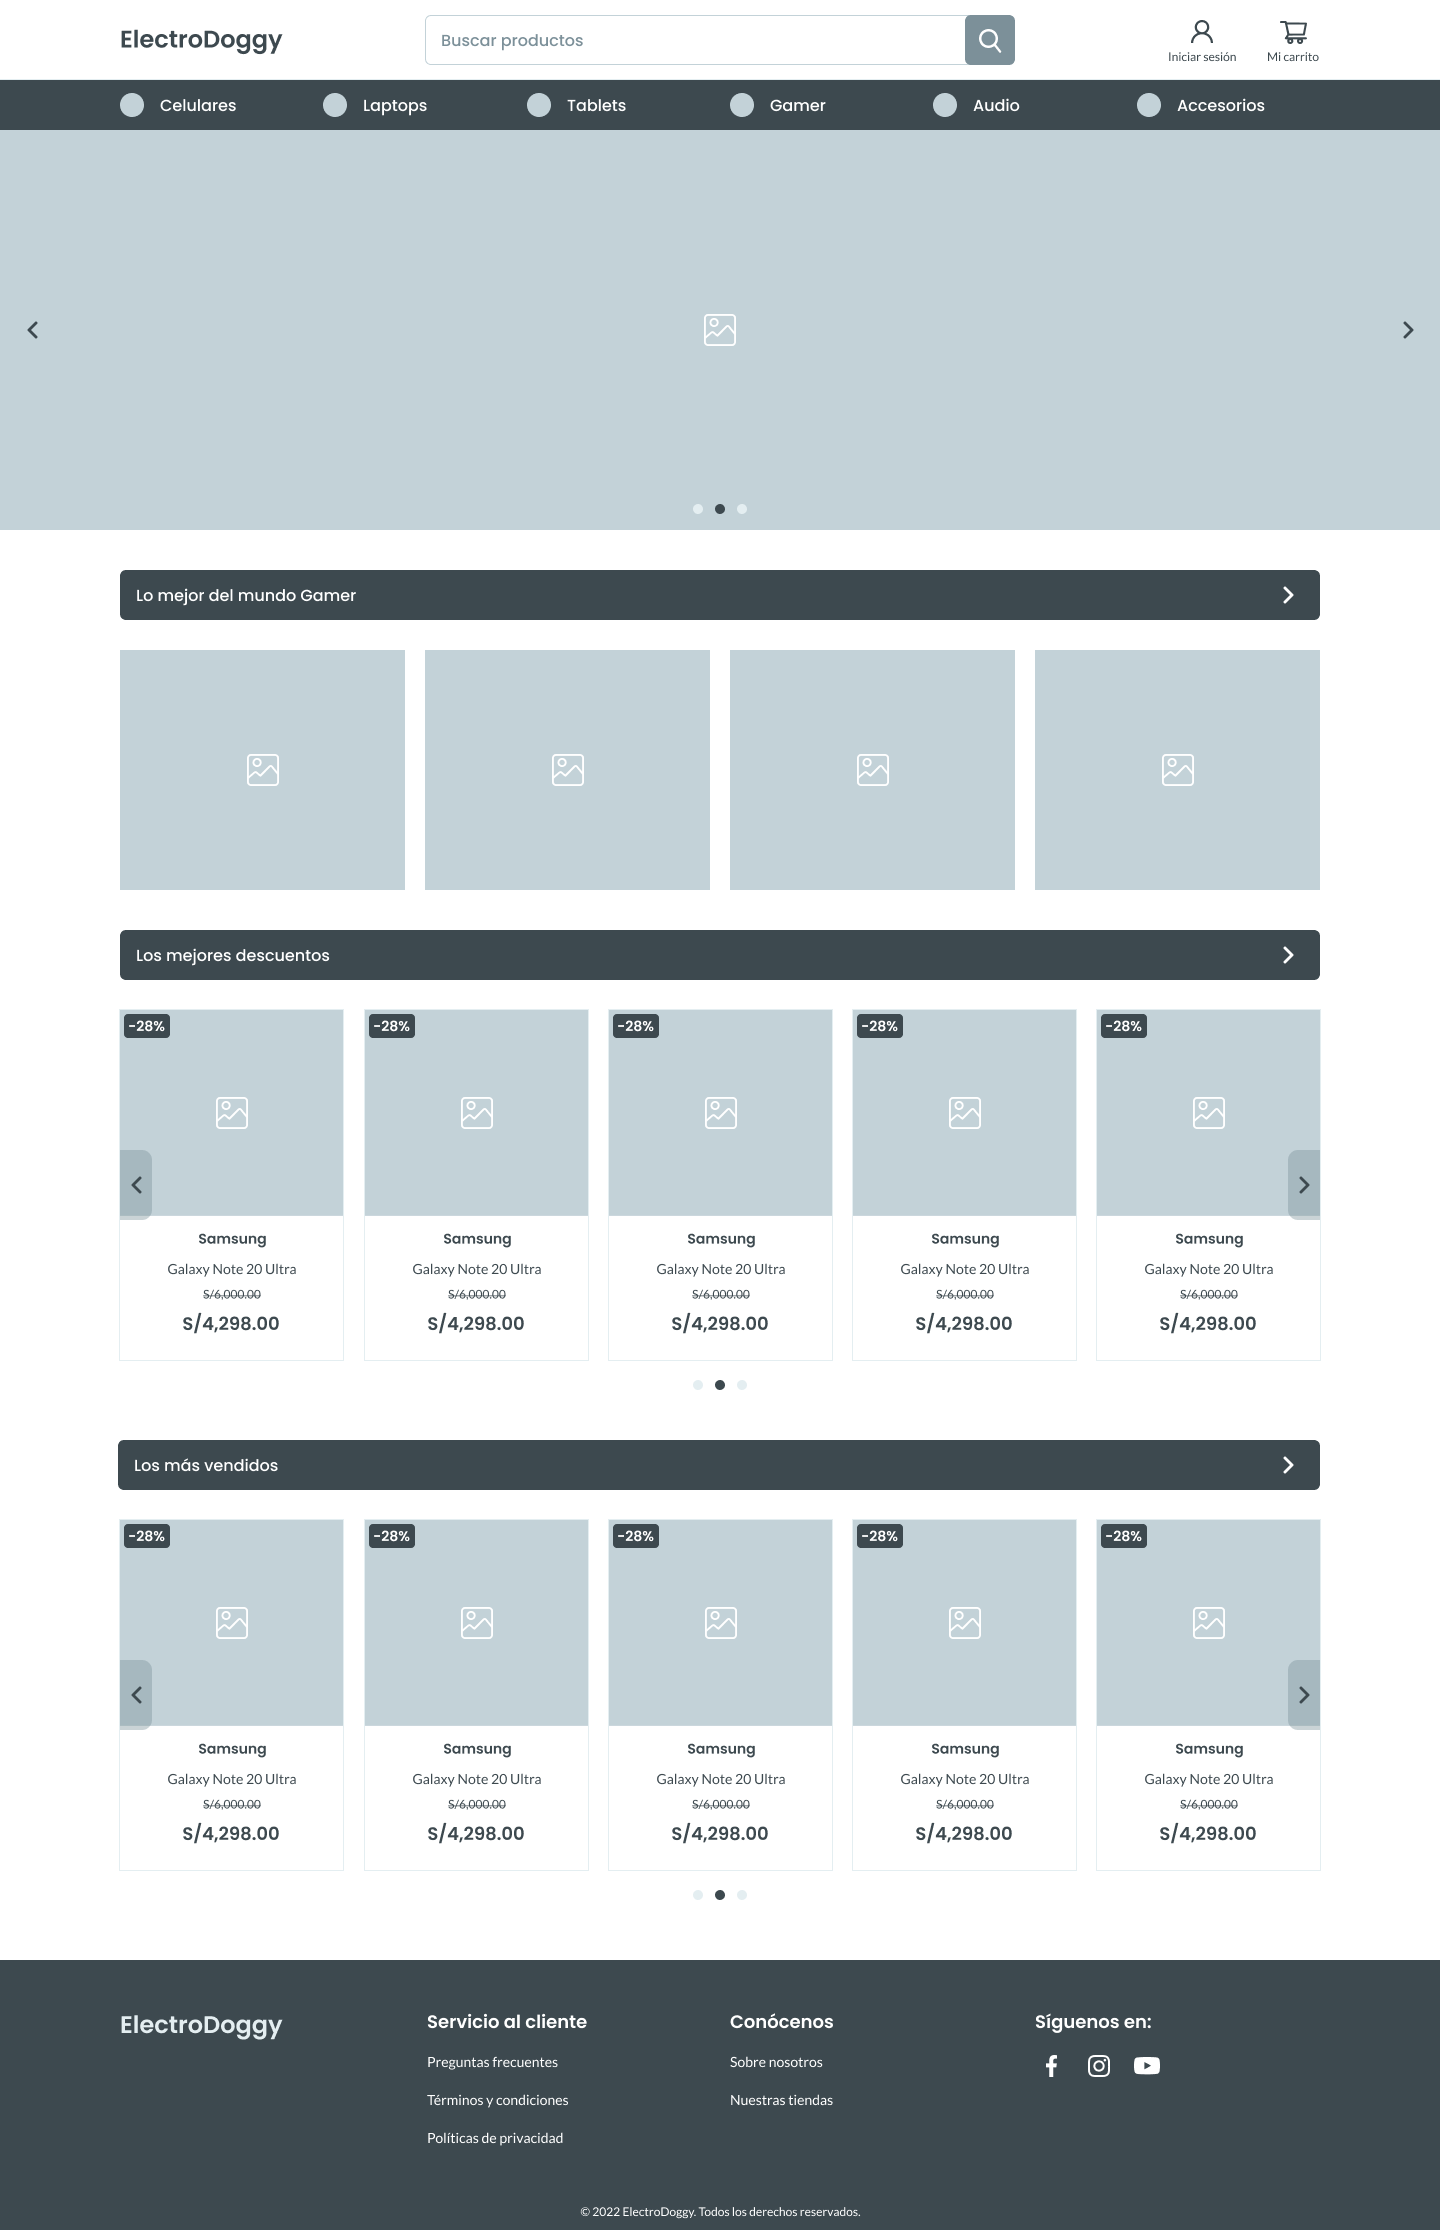 ElectroDoggy
Buscar productos
Iniciar sesión
Mi carrito
Celulares
Laptops
Tablets
Gamer
Audio
Accesorios
Lo mejor del mundo Gamer
Los mejores descuentos
-28% -28% -28% -28% -28%
Samsung Samsung Samsung Samsung Samsung
Galaxy Note 20 Ultra Galaxy Note 20 Ultra Galaxy Note 20 Ultra Galaxy Note 20 Ultra Galaxy Note 20 Ultra
S/6,000.00 S/6,000.00 S/6,000.00 S/6,000.00 S/6,000.00
S/4,298.00 S/4,298.00 S/4,298.00 S/4,298.00 S/4,298.00
Los más vendidos
-28% -28% -28% -28% -28%
Samsung Samsung Samsung Samsung Samsung
Galaxy Note 20 Ultra Galaxy Note 20 Ultra Galaxy Note 20 Ultra Galaxy Note 20 Ultra Galaxy Note 20 Ultra
S/6,000.00 S/6,000.00 S/6,000.00 S/6,000.00 S/6,000.00
S/4,298.00 S/4,298.00 S/4,298.00 S/4,298.00 S/4,298.00
ElectroDoggy
Servicio al cliente
Preguntas frecuentes
Términos y condiciones
Políticas de privacidad
Conócenos
Sobre nosotros
Nuestras tiendas
Síguenos en:
© 2022 ElectroDoggy. Todos los derechos reservados.